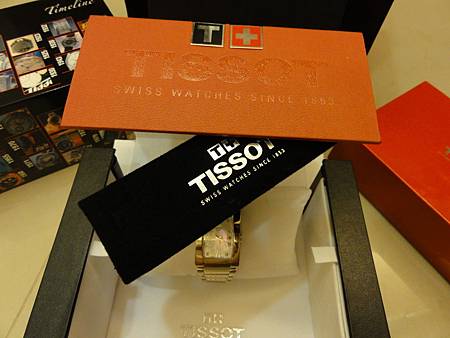 Timeline
T
TISSOT
SWISS WATCHES SINCE 1853
TISSOT
SWISS WATCHES SINCE 1853
TISSOT